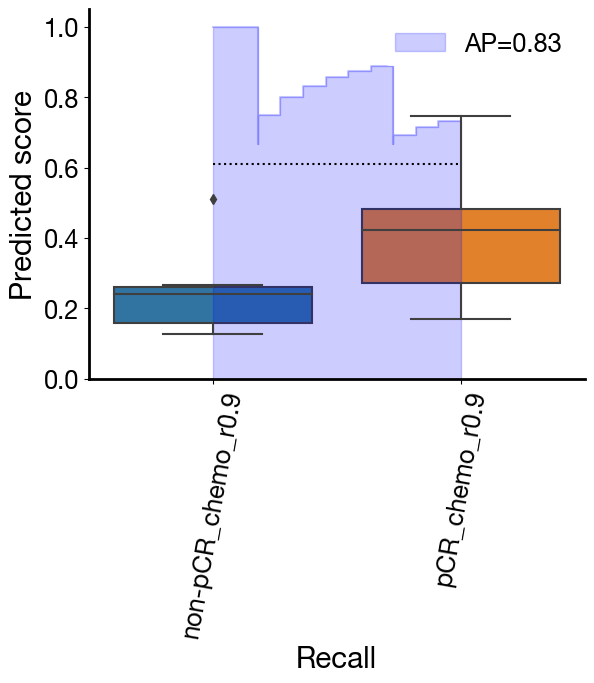 AP=0.83
Predicted score
1.0
0.8
0.6
0.4
0.2
0.0
non-pCR_chemo_r0.9
pCR_chemo_r0.9
Recall